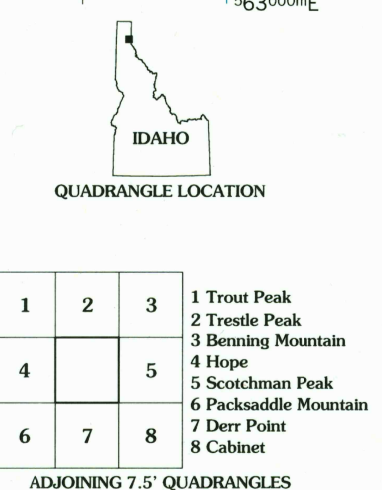 563000mE
IDAHO
QUADRANGLE LOCATION
1 2 3
4 5
6 7 8
1 Trout Peak
2 Trestle Peak
3 Benning Mountain
4 Hope
5 Scotchman Peak
6 Packsaddle Mountain
7 Derr Point
8 Cabinet
ADJOINING 7.5' QUADRANGLES